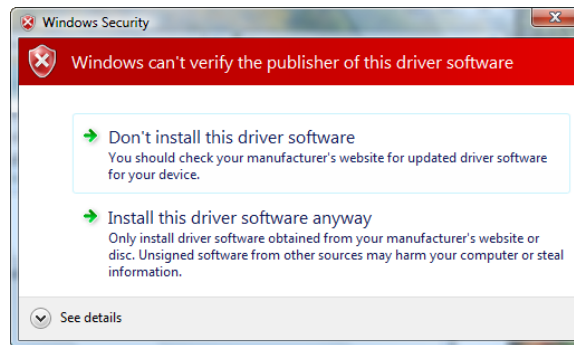 Windows Security
Windows can't verify the publisher of this driver software
Don't install this driver software
You should check your manufacturer's website for updated driver software
for your device.
Install this driver software anyway
Only install driver software obtained from your manufacturer's website or
disc. Unsigned software from other sources may harm your computer or steal
information.
See details